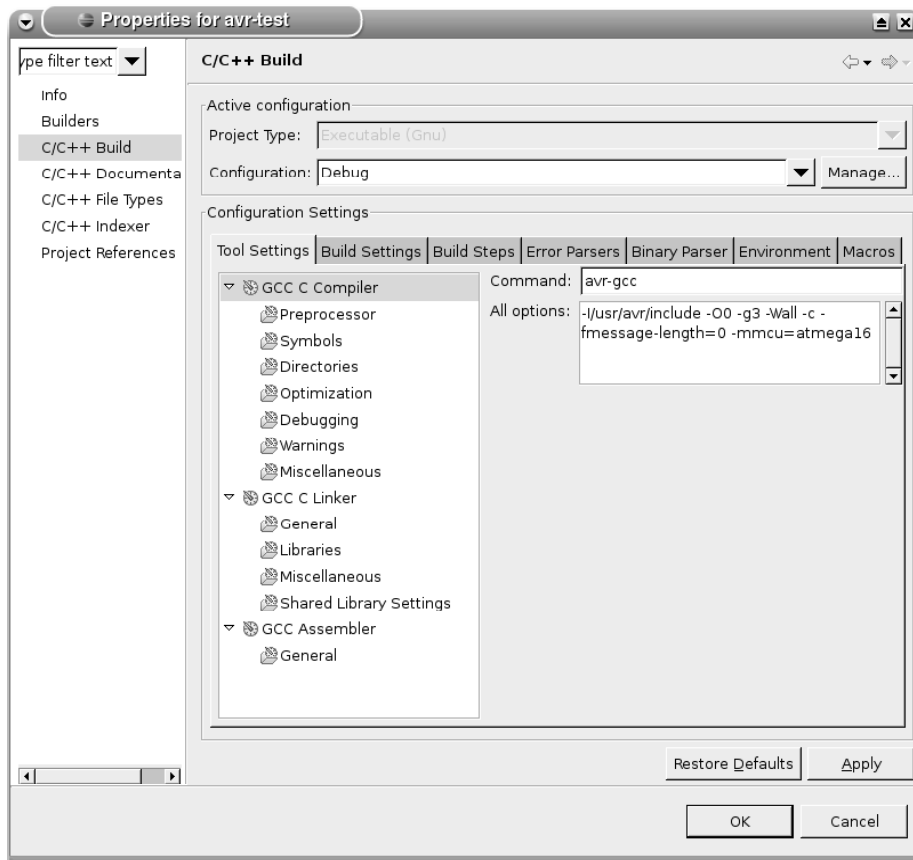 Properties for avr-test
ype filter text
Info
Builders
C/C++ Build
C/C++ Documenta
C/C++ File Types
C/C++ Indexer
Project References
C/C++ Build
Active configuration
Project Type: Executable (Gnu)
Configuration: Debug Manage...
Configuration Settings
Tool Settings Build Settings Build Steps Error Parsers Binary Parser Environment Macros
GCC C Compiler
Preprocessor
Symbols
Directories
Optimization
Debugging
Warnings
Miscellaneous
GCC C Linker
General
Libraries
Miscellaneous
Shared Library Settings
GCC Assembler
General
Command: avr-gcc
All options: -I/usr/avr/include -O0 -g3 -Wall -c -
fmessage-length=0 -mmcu=atmega16
Restore Defaults Apply
OK Cancel